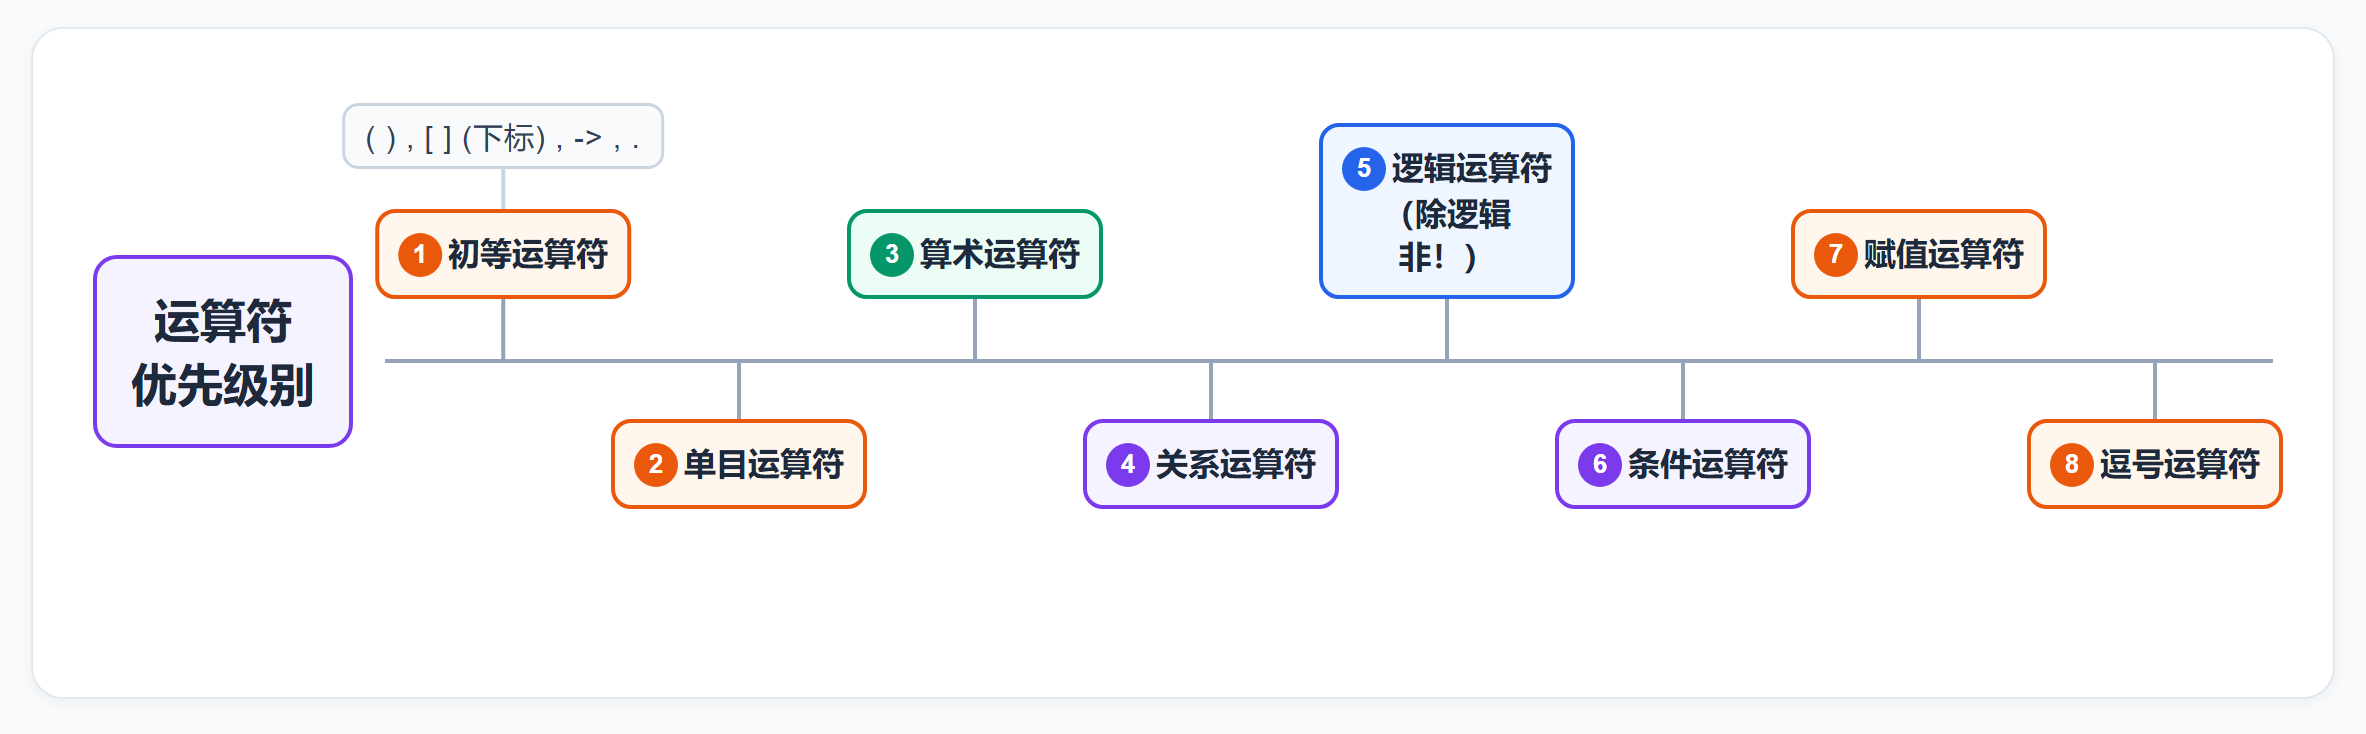 运算符
优先级别
( ) , [ ] (下标) , -> , .
1 初等运算符
2 单目运算符
3 算术运算符
4 关系运算符
5 逻辑运算符
(除逻辑
非！)
6 条件运算符
7 赋值运算符
8 逗号运算符